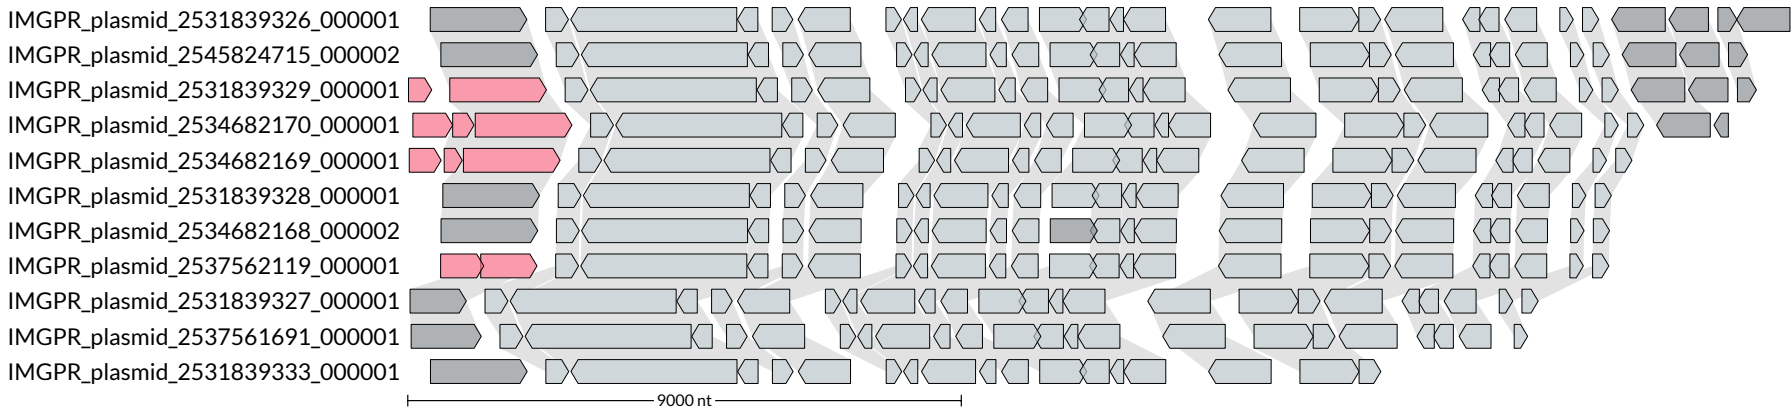 IMGPR_plasmid_2531839326_000001
IMGPR_plasmid_2545824715_000002
IMGPR_plasmid_2531839329_000001
IMGPR_plasmid_2534682170_000001
IMGPR_plasmid_2534682169_000001
IMGPR_plasmid_2531839328_000001
IMGPR_plasmid_2534682168_000002
IMGPR_plasmid_2537562119_000001
IMGPR_plasmid_2531839327_000001
IMGPR_plasmid_2537561691_000001
IMGPR_plasmid_2531839333_000001
9000 nt